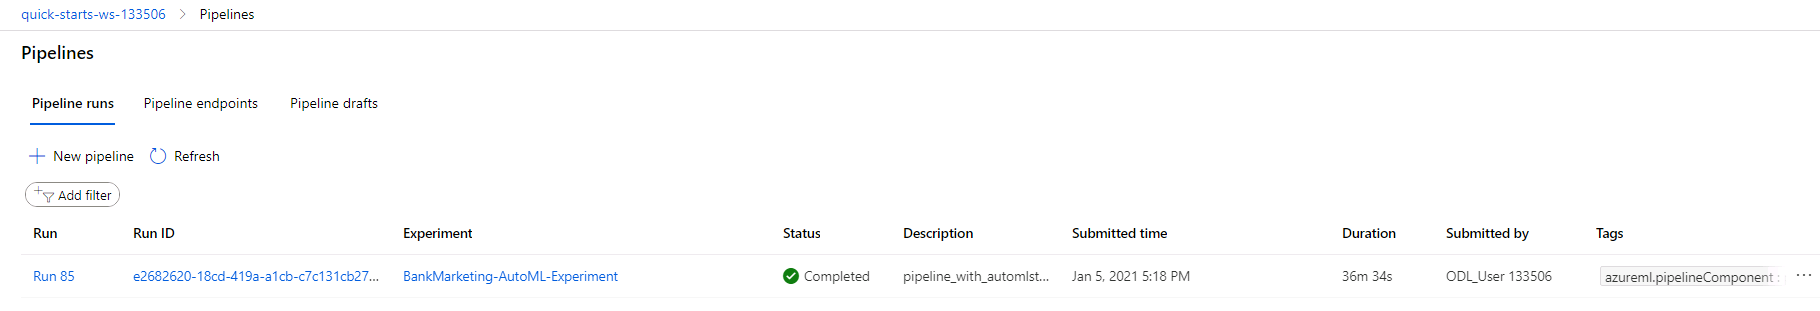 quick-starts-ws-133506 > Pipelines
Pipelines
Pipeline runs Pipeline endpoints Pipeline drafts
New pipeline Refresh
Add filter
Run Run ID Experiment Status Description Submitted time Duration Submitted by Tags
Run 85 e2682620-18cd-419a-a1cb-c7c131cb27... BankMarketing-AutoML-Experiment Completed pipeline_with_automlst... Jan 5, 2021 5:18 PM 36m 34s ODL_User 133506 azureml.pipelineComponent : ...